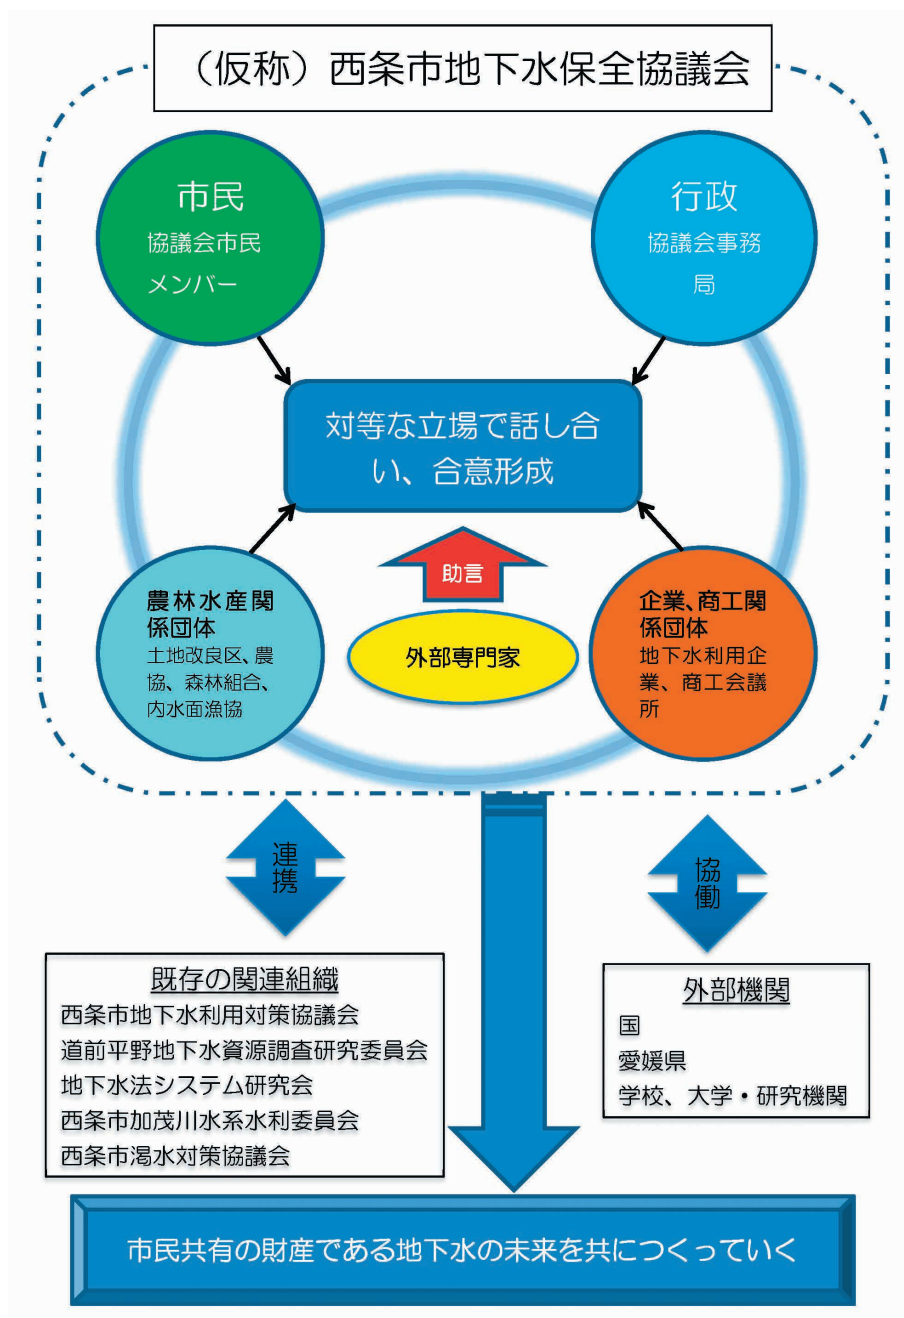 （仮称）西条市地下水保全協議会
市民
協議会市民
メンバー
行政
協議会事務
局
対等な立場で話し合
い、合意形成
助言
外部専門家
農林水産関
係団体
土地改良区、農
協、森林組合、
内水面漁協
企業、商工関
係団体
地下水利用企
業、商工会議
所
連
携
協
働
既存の関連組織
西条市地下水利用対策協議会
道前平野地下水資源調査研究委員会
地下水法システム研究会
西条市加茂川水系水利委員会
西条市渇水対策協議会
外部機関
国
愛媛県
学校、大学・研究機関
市民共有の財産である地下水の未来を共につくっていく